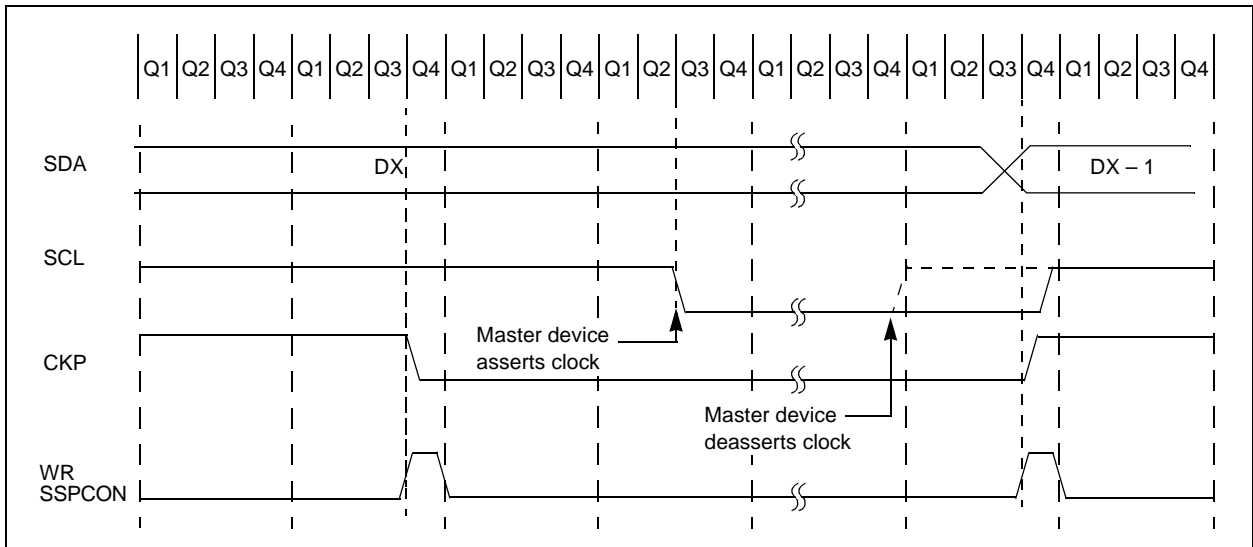 Q1 Q2 Q3 Q4 Q1 Q2 Q3 Q4 Q1 Q2 Q3 Q4 Q1 Q2 Q3 Q4 Q1 Q2 Q3 Q4 Q1 Q2 Q3 Q4 Q1 Q2 Q3 Q4
SDA
DX
DX – 1
SCL
Master device
asserts clock
CKP
Master device
deasserts clock
WR
SSPCON